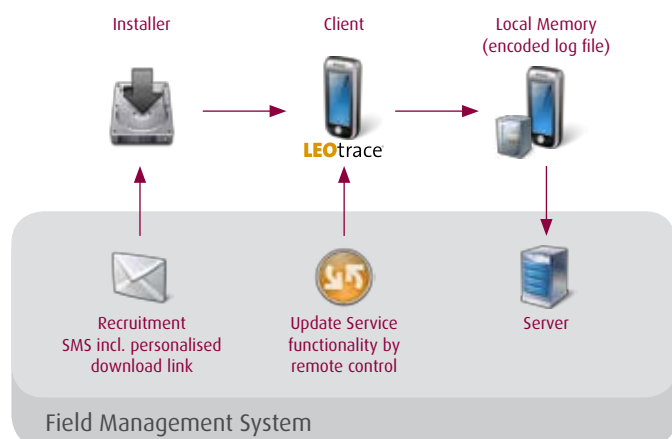 Installer
Client
Local Memory
(encoded log file)
LEOtrace
Recruitment
SMS incl. personalised
download link
Update Service
functionality by
remote control
Server
Field Management System